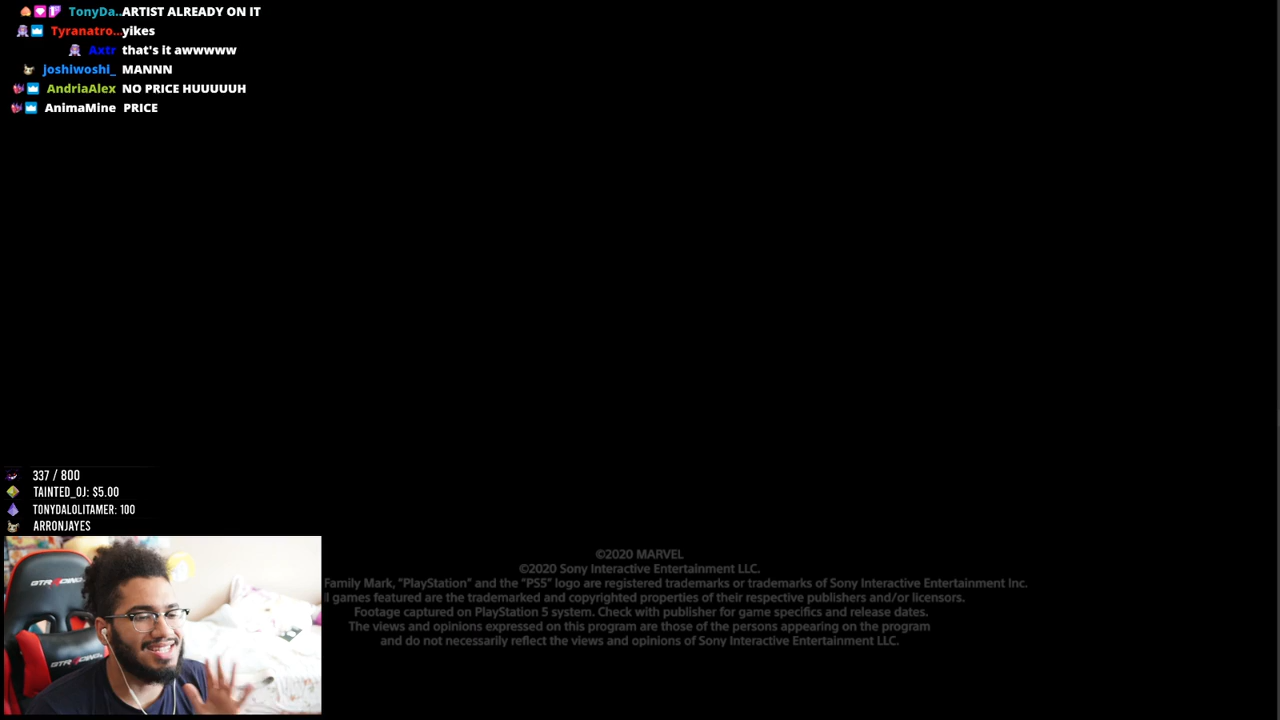 TonyDa..ARTIST ALREADY ON IT
Tyranatro...yikes
Axtr that's it awwwww
joshiwoshi_ MANNN
AndriaAlex NO PRICE HUUUUUH
AnimaMine PRICE
337 / 800
TAINTED_OJ: $5.00
TONYDALOLITAMER: 100
ARRONJAYES
GTRACING
GTRACING
©2020 MARVEL
©2020 Sony Interactive Entertainment LLC.
Family Mark, "PlayStation" and the "PS5" logo are registered trademarks or trademarks of Sony Interactive Entertainment Inc.
games featured are the trademarked and copyrighted properties of their respective publishers and/or licensors.
Footage captured on PlayStation 5 system. Check with publisher for game specifics and release dates.
The views and opinions expressed on this program are those of the persons appearing on the program
and do not necessarily reflect the views and opinions of Sony Interactive Entertainment LLC.